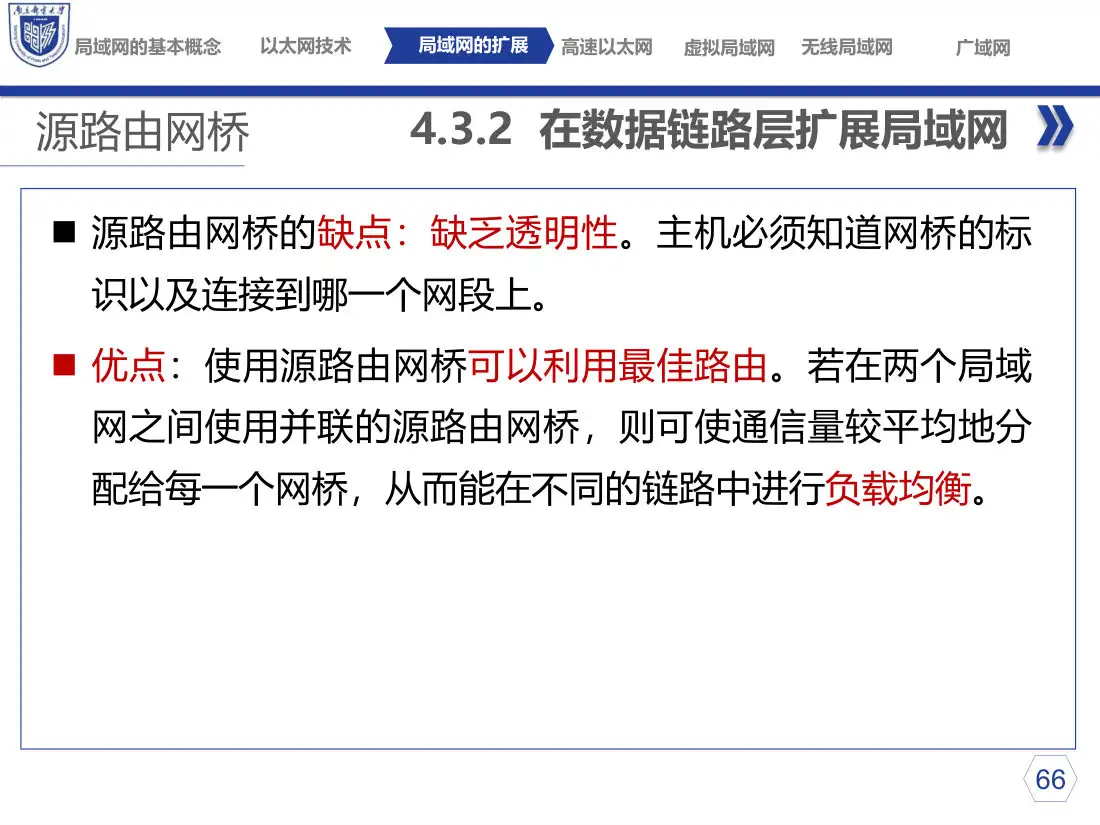 局域网的基本概念 以太网技术 局域网的扩展 高速以太网 虚拟局域网 无线局域网 广域网
源路由网桥 4.3.2 在数据链路层扩展局域网
■ 源路由网桥的缺点：缺乏透明性。主机必须知道网桥的标
识以及连接到哪一个网段上。
■ 优点：使用源路由网桥可以利用最佳路由。若在两个局域
网之间使用并联的源路由网桥，则可使通信量较平均地分
配给每一个网桥，从而能在不同的链路中进行负载均衡。
66